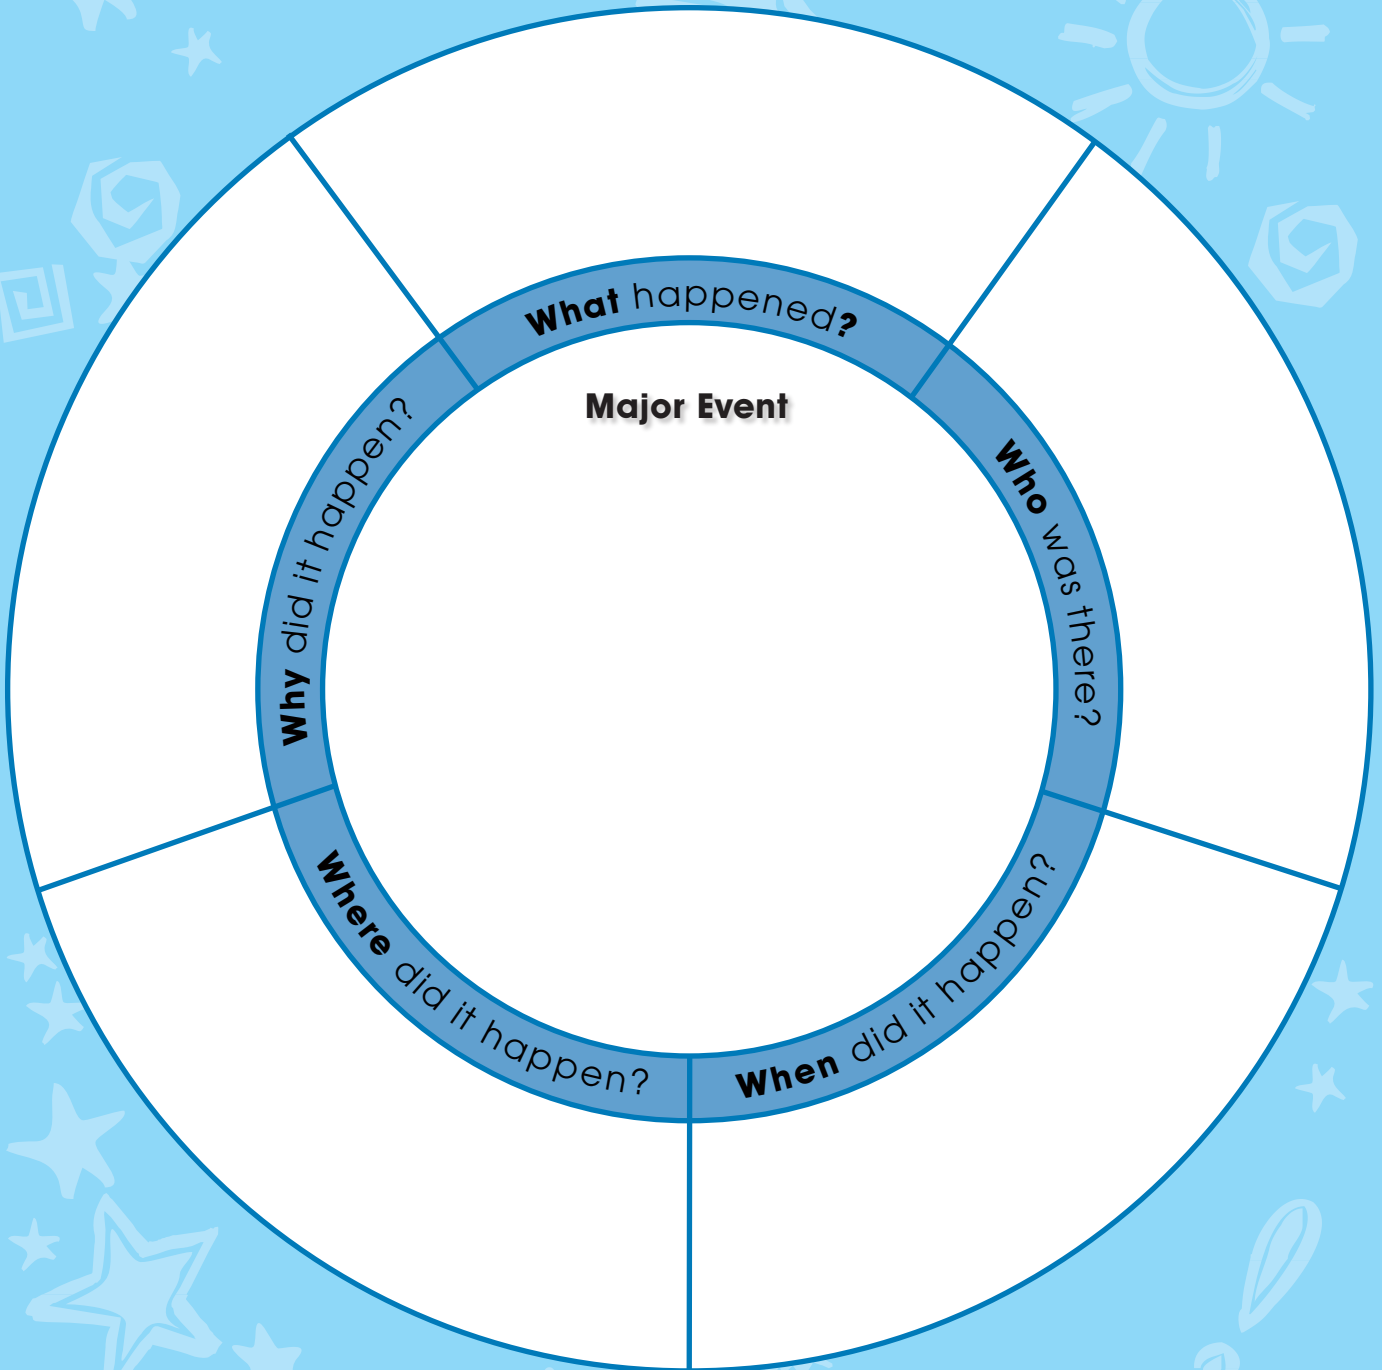 What happened?
Major Event
Who was there?
When did it happen?
Where did it happen?
Why did it happen?